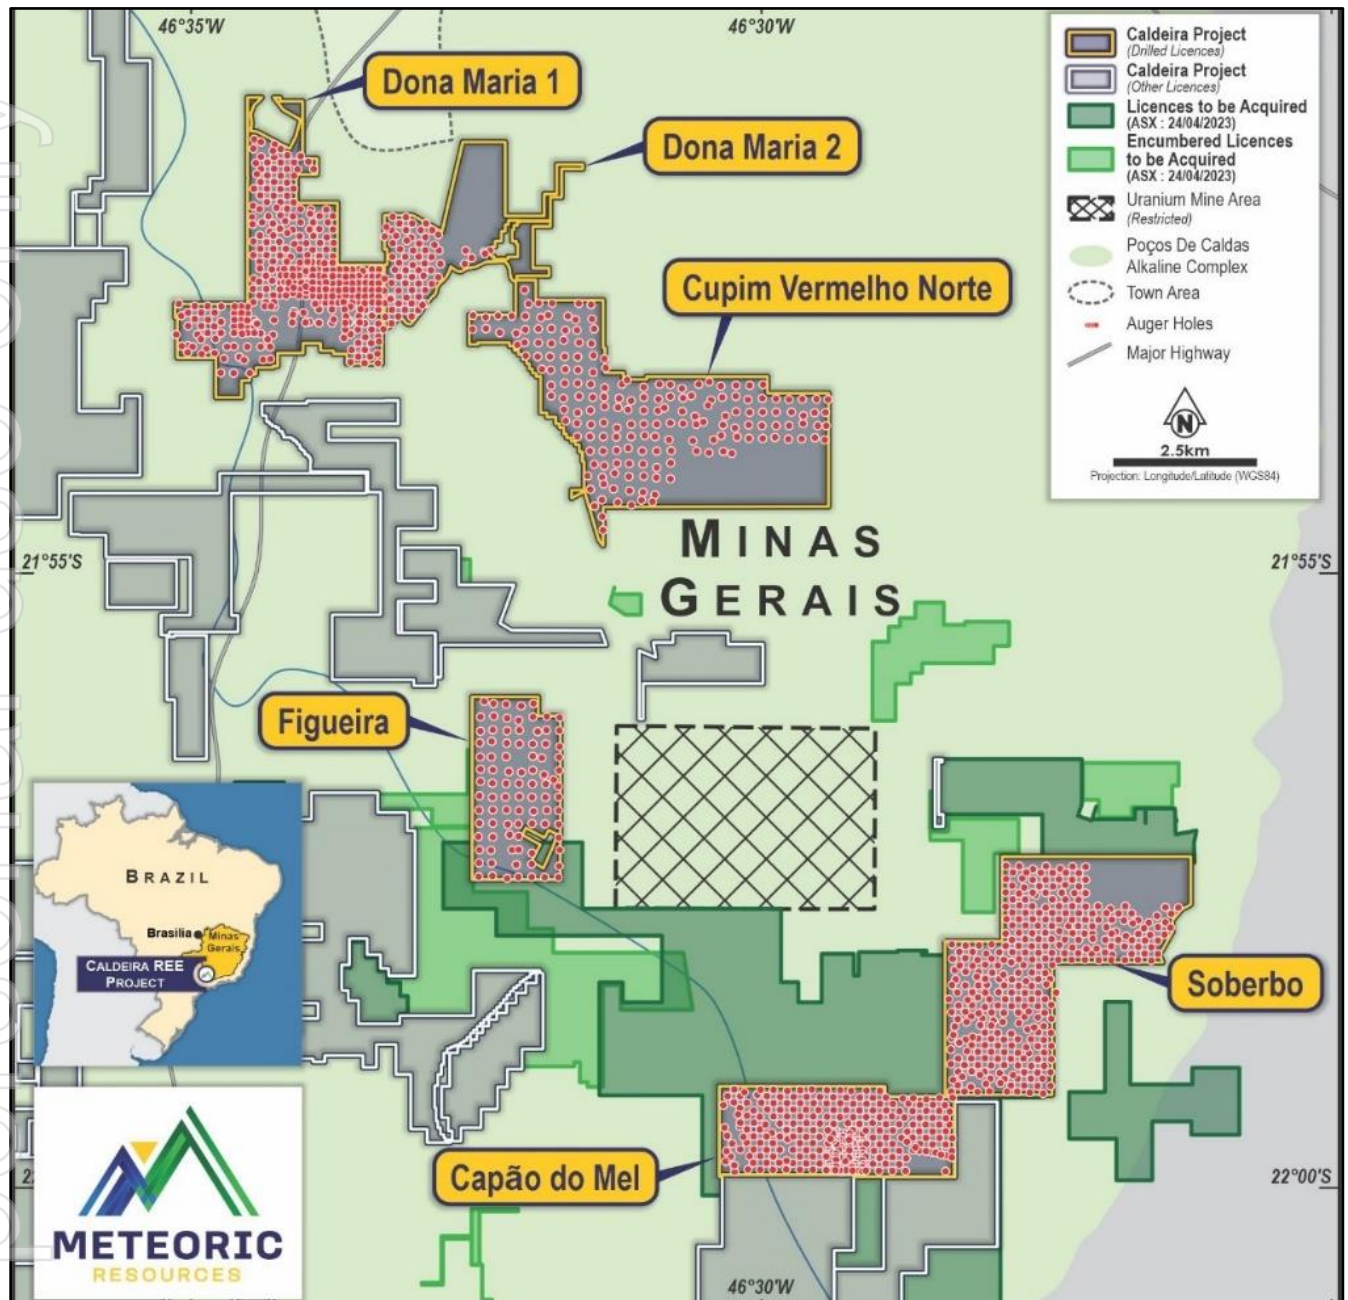 46°35'W
46°30'W
Dona Maria 1
Dona Maria 2
Cupim Vermelho Norte
Caldeira Project
(Drilled Licences)
Caldeira Project
(Other Licences)
Licences to be Acquired
(ASX : 24/04/2023)
Encumbered Licences
to be Acquired
(ASX : 24/04/2023)
Uranium Mine Area
(Restricted)
Poços De Caldas
Alkaline Complex
Town Area
Auger Holes
Major Highway
N
2.5km
Projection: Longitude/Latitude (WGS84)
MINAS
GERAIS
21°55'S
21°55'S
Figueira
BRAZIL
Brasilia
Minas
Gerais
CALDEIRA REE
PROJECT
Soberbo
Capão do Mel
22°00'S
METEORIC
RESOURCES
46°30'W